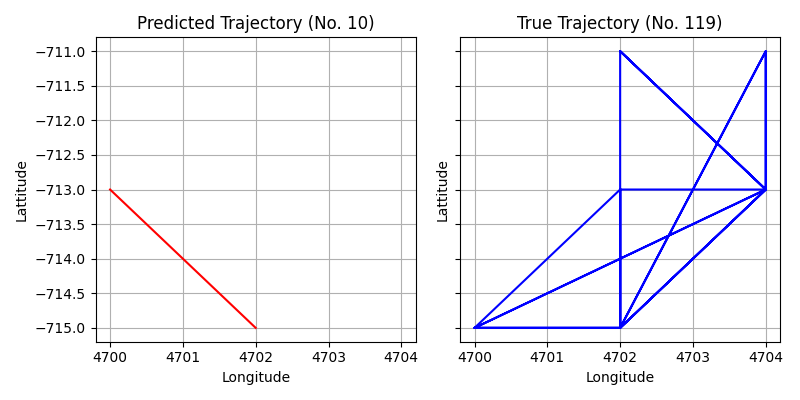 Predicted Trajectory (No. 10)
−711.0
−711.5
−712.0
−712.5
−713.0
−713.5
−714.0
−714.5
−715.0
Lattitude
4700 4701 4702 4703 4704
Longitude
True Trajectory (No. 119)
Lattitude
4700 4701 4702 4703 4704
Longitude